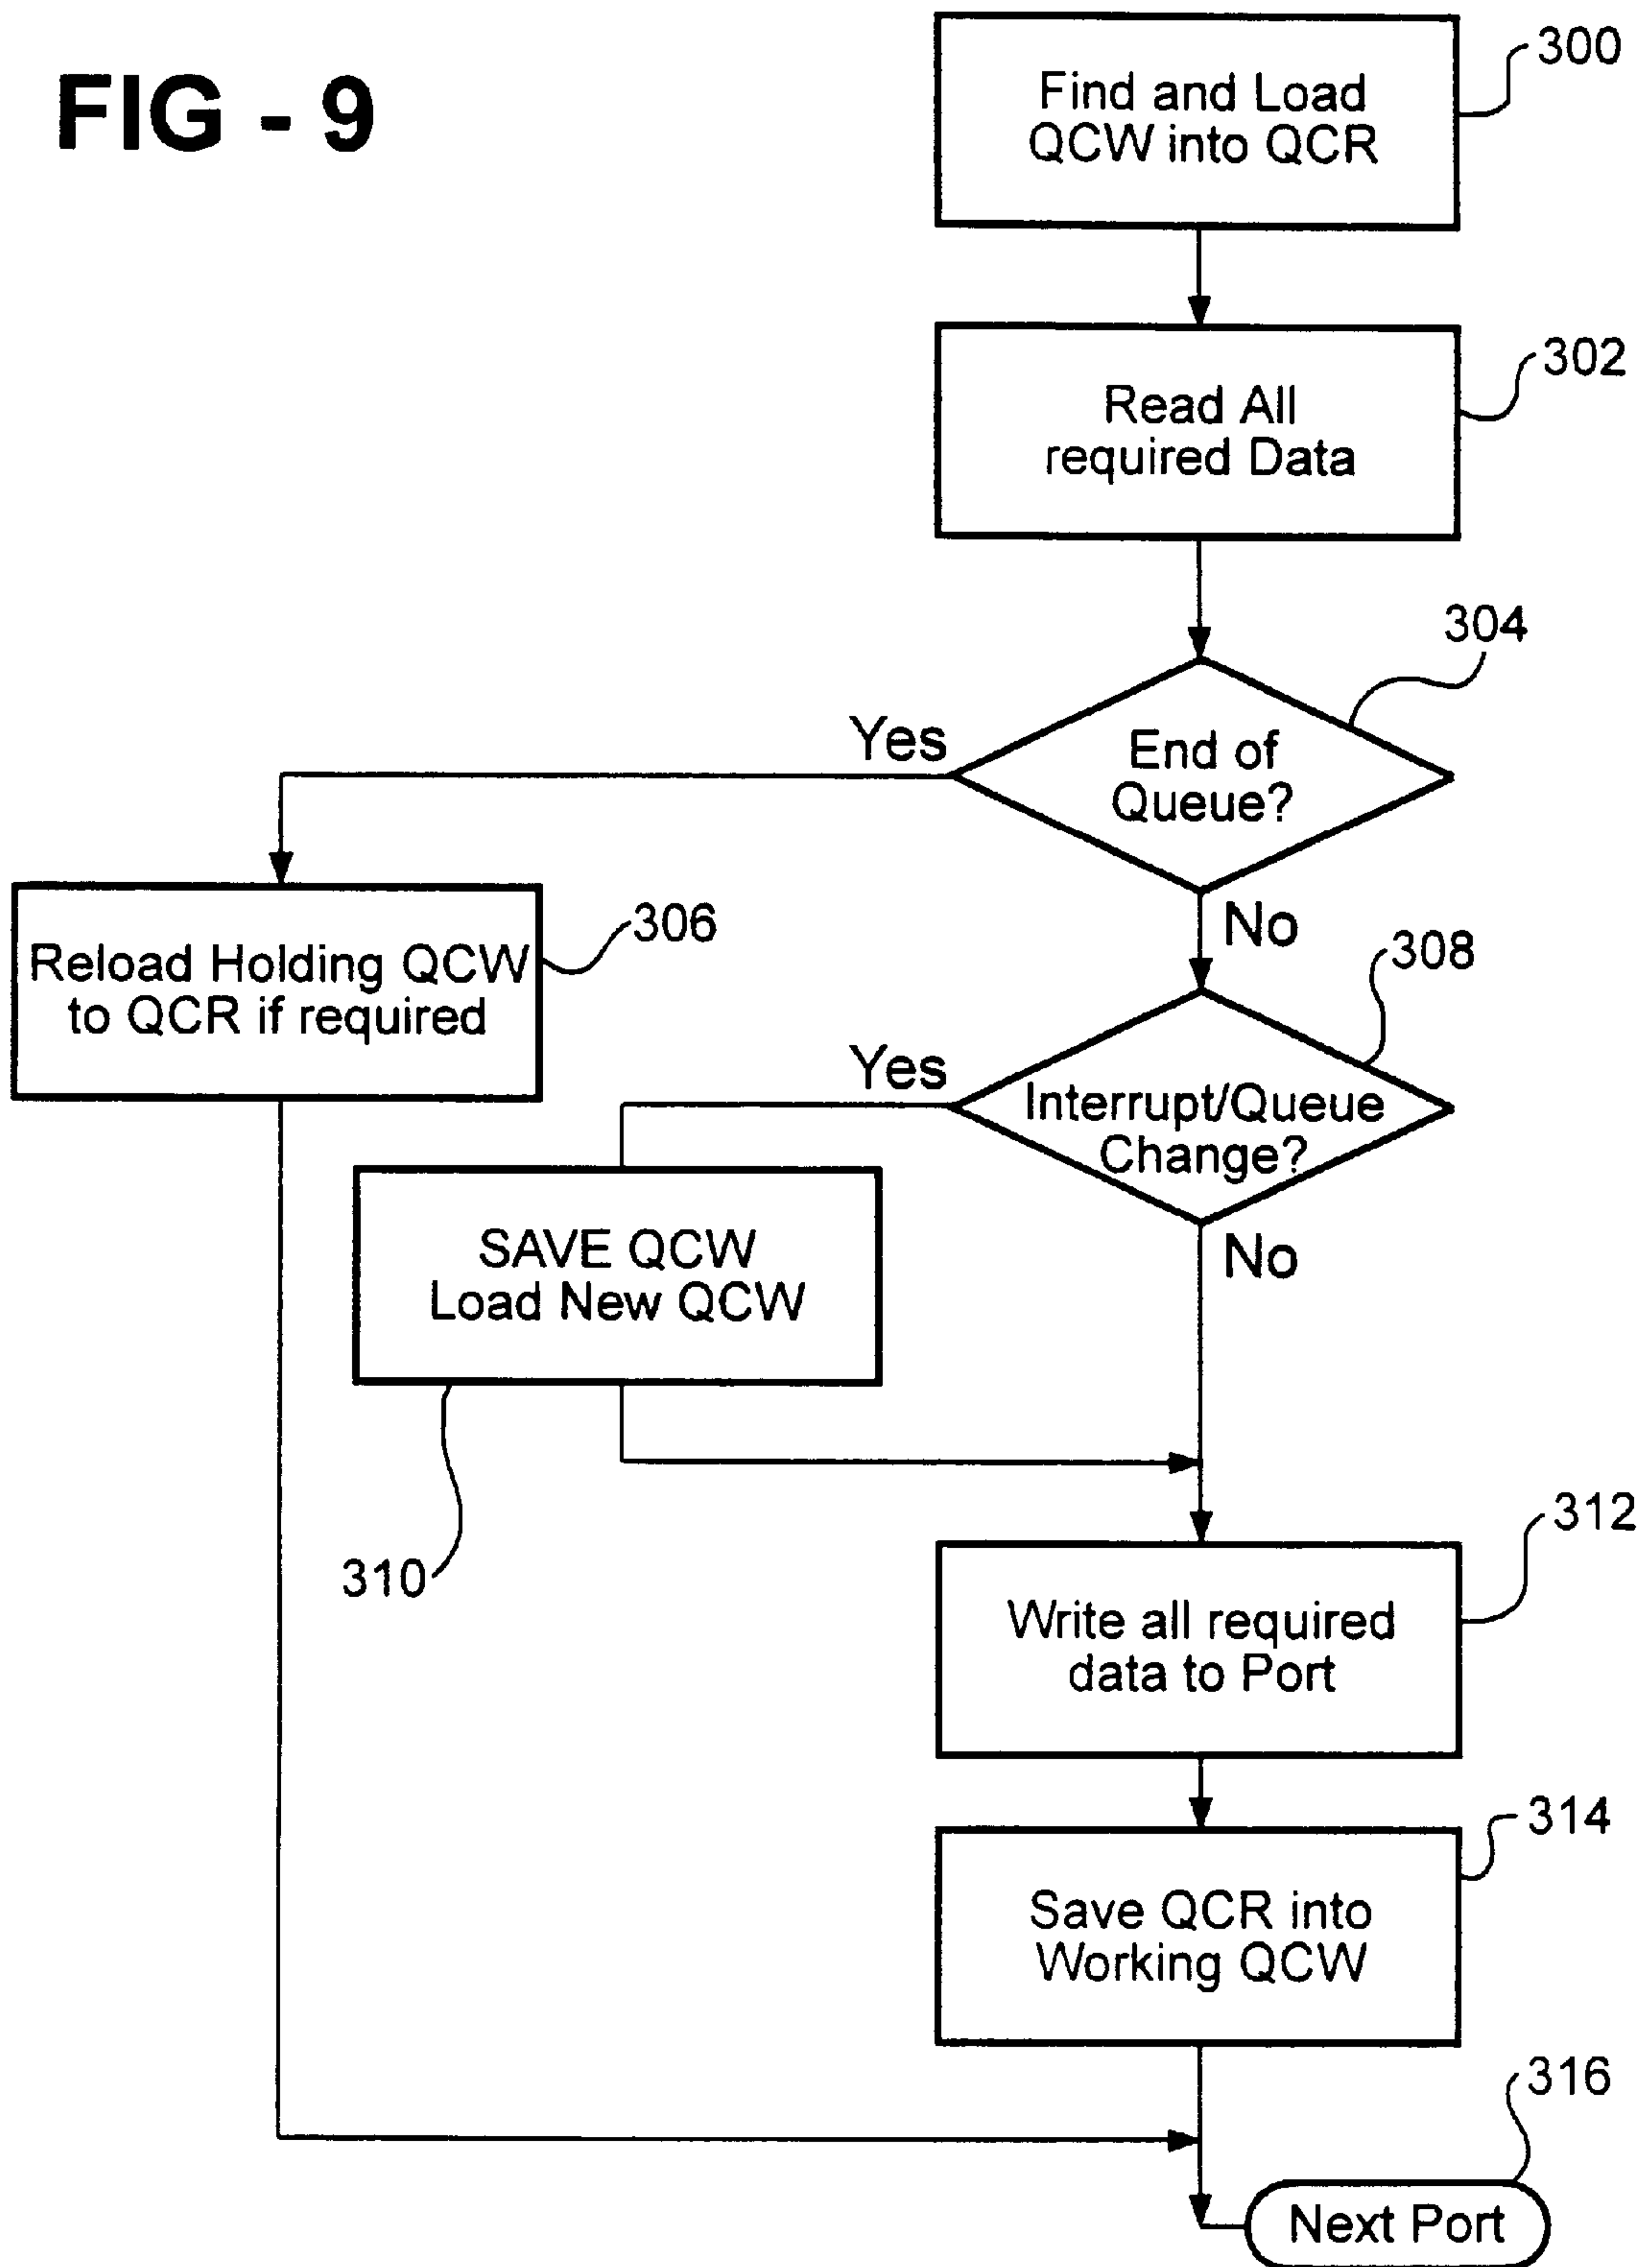 FIG - 9
300
Find and Load
QCW into QCR
302
Read All
required Data
304
Yes
End of
Queue?
No
306
Reload Holding QCW
to QCR if required
308
Yes
Interrupt/Queue
Change?
No
SAVE QCW
Load New QCW
310
312
Write all required
data to Port
314
Save QCR into
Working QCW
316
Next Port